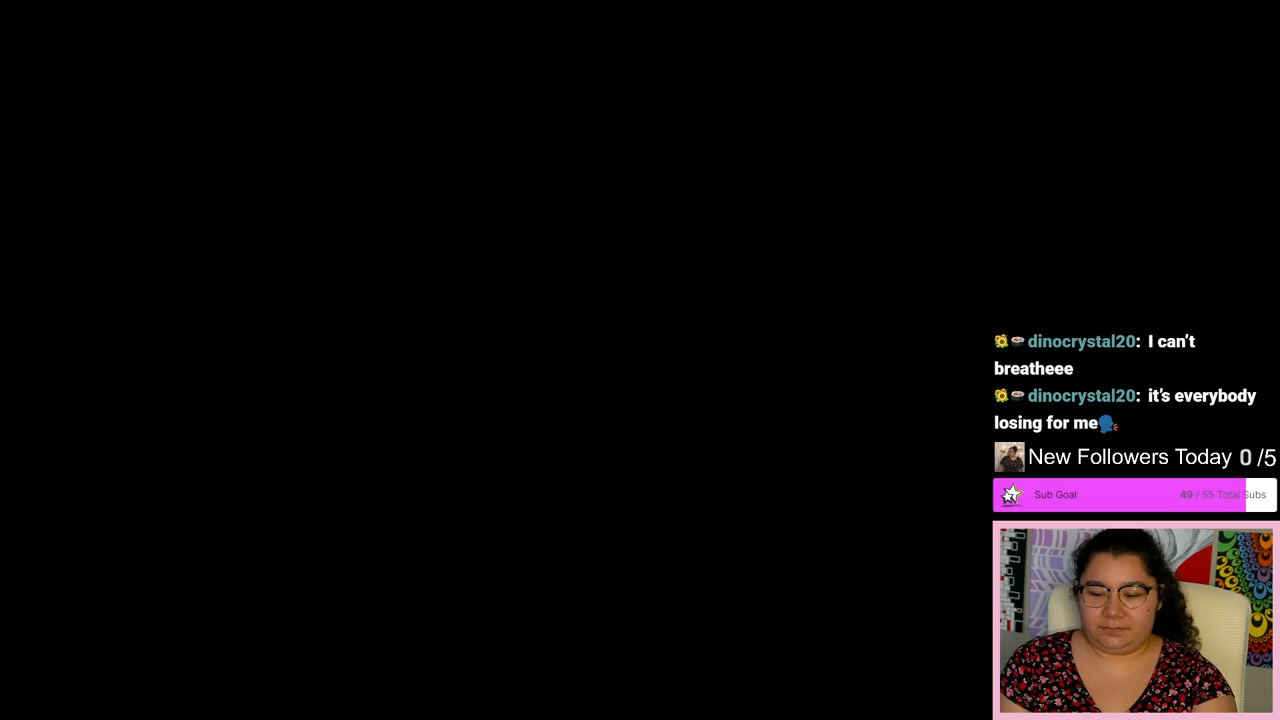 dinocrystal20: I can’t
breatheee
dinocrystal20: it’s everybody
losing for me
New Followers Today 0 /5
Sub Goal 49 / 55 Total Subs